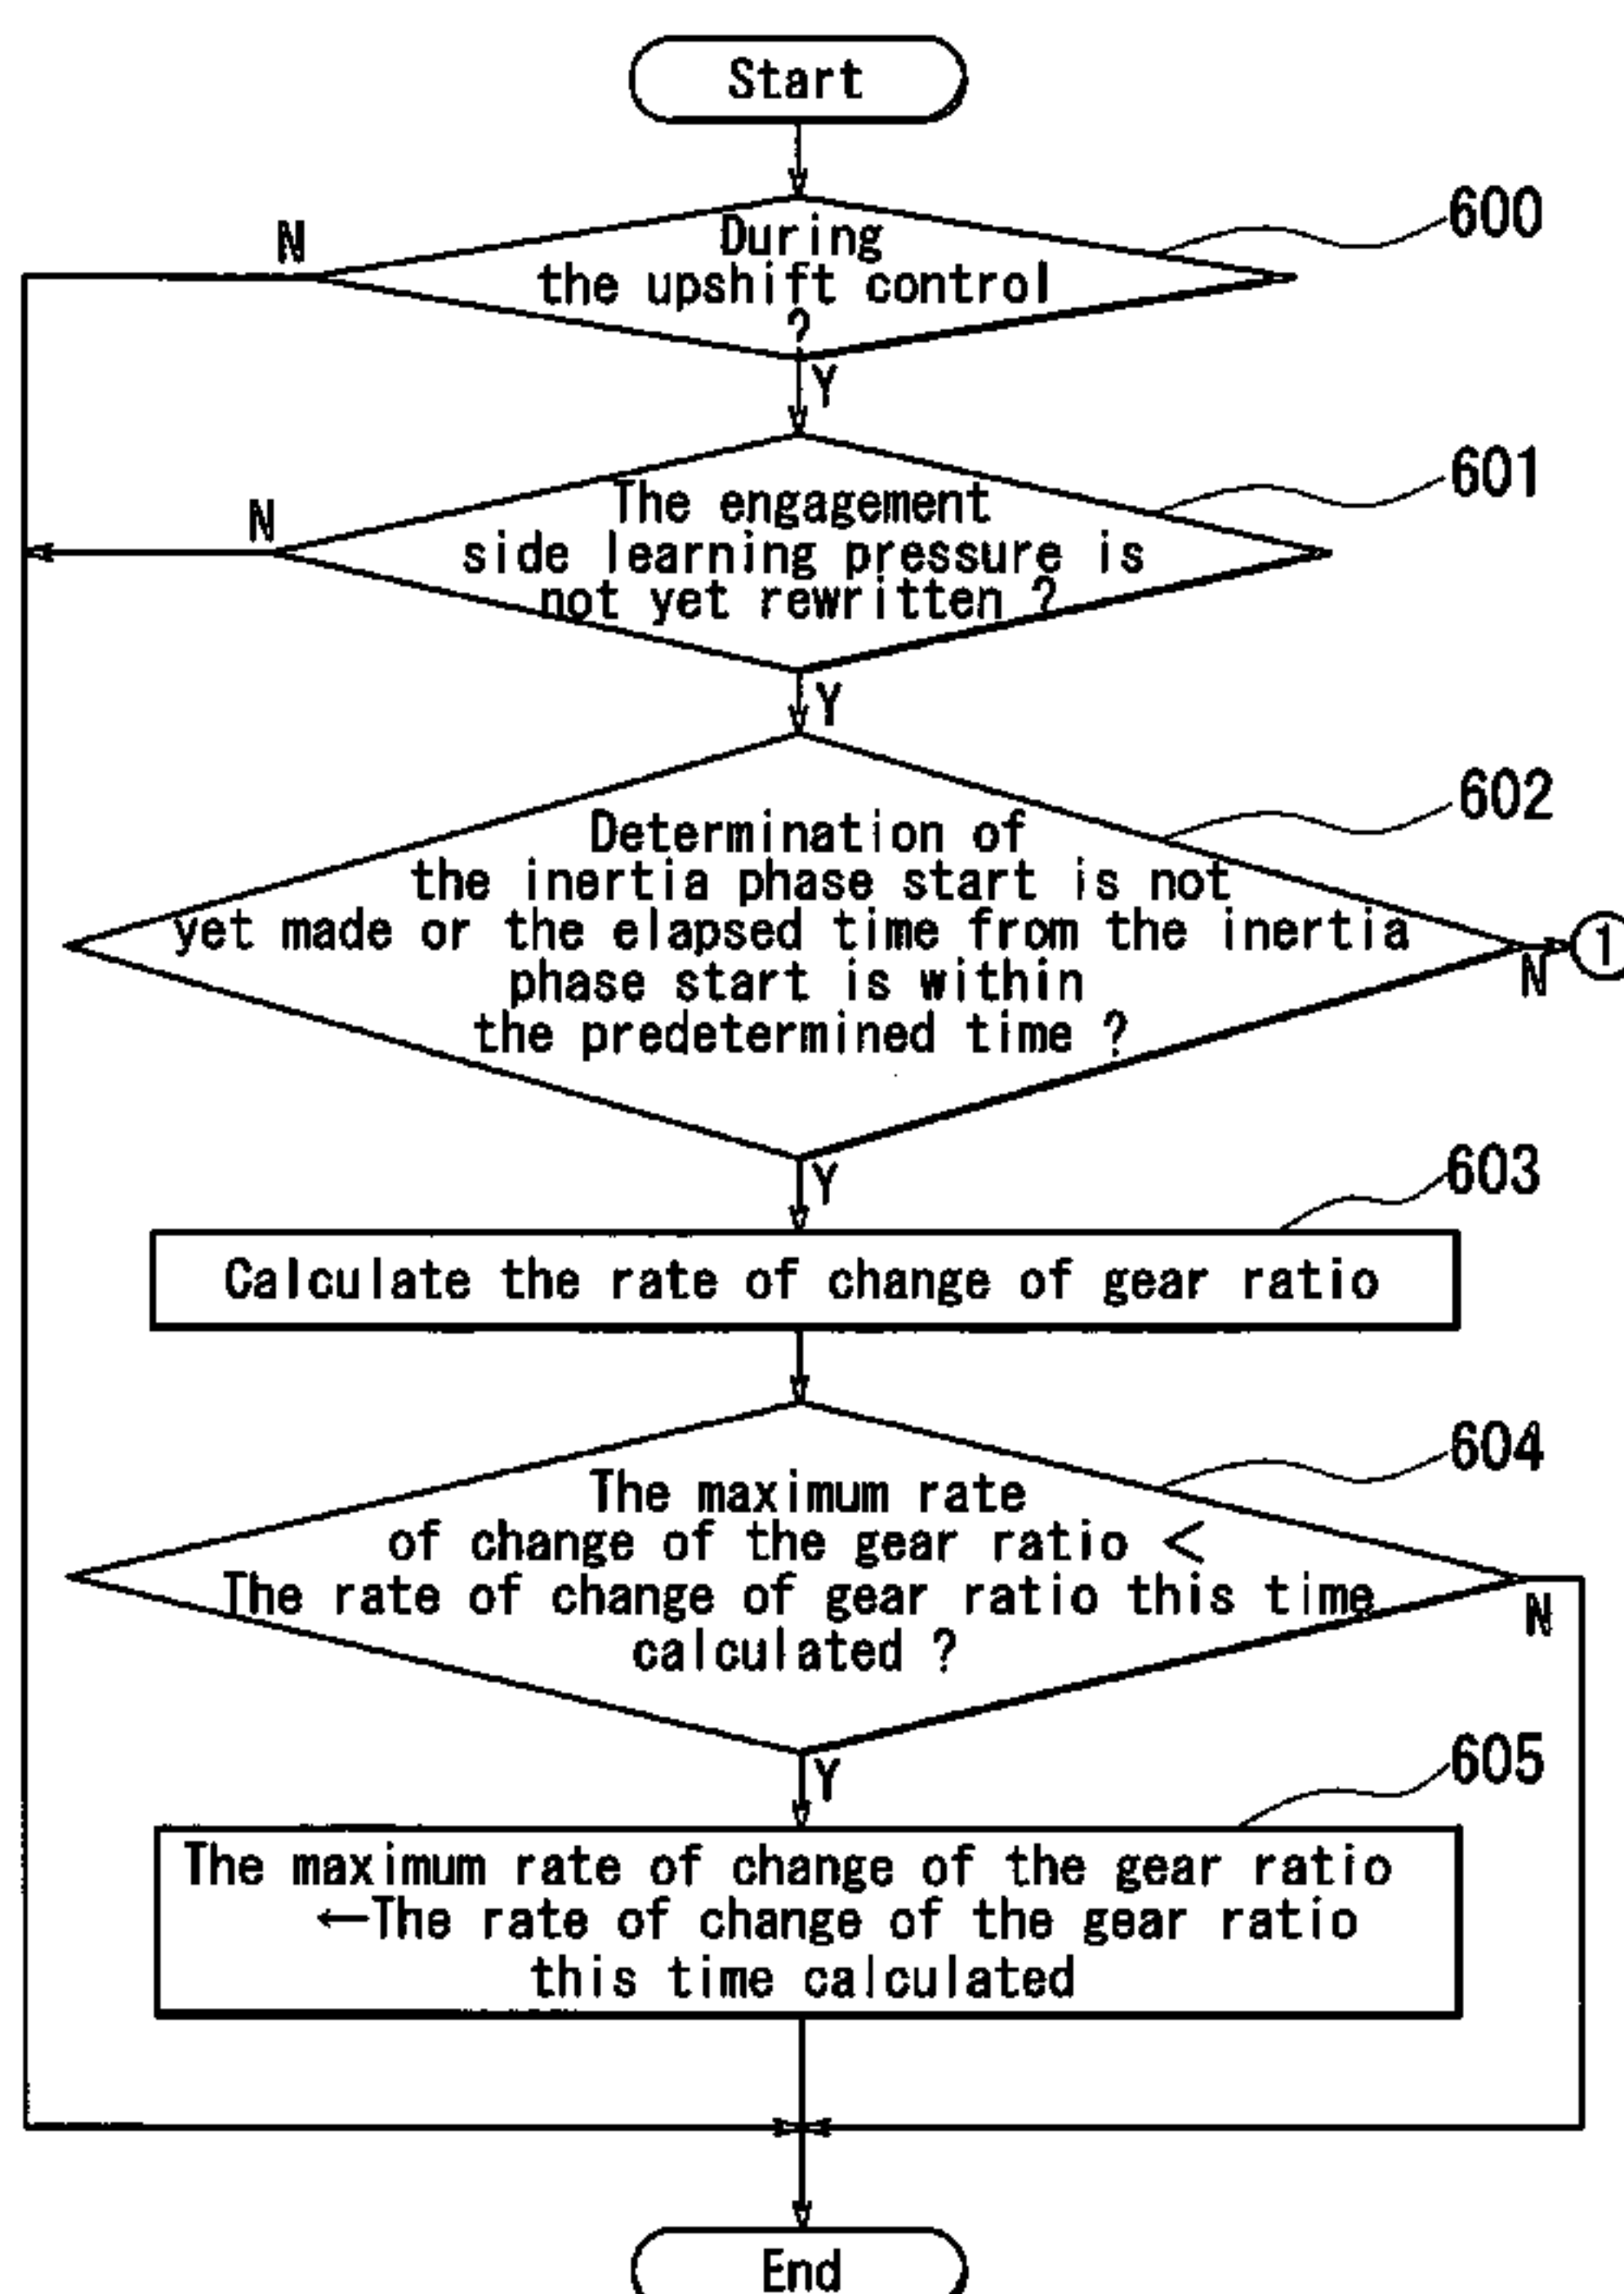 Start
600
N
During
the upshift control
?
Y
601
N
The engagement
side learning pressure is
not yet rewritten ?
Y
602
Determination of
the inertia phase start is not
yet made or the elapsed time from the inertia
phase start is within
the predetermined time ?
N
1
Y
603
Calculate the rate of change of gear ratio
604
The maximum rate
of change of the gear ratio <
The rate of change of gear ratio this time
calculated ?
N
Y
605
The maximum rate of change of the gear ratio
←The rate of change of the gear ratio
this time calculated
End